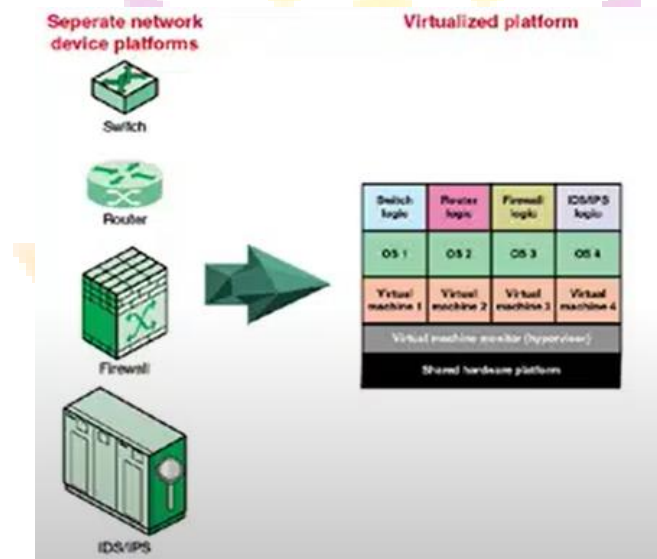 Seperate network
device platforms
Switch
Router
Firewall
IDS/IPS
Virtualized platform
Switch
logic
Router
logic
Firewall
logic
IDS/IPS
logic
OS 1
OS 2
OS 3
OS 4
Virtual
machine 1
Virtual
machine 2
Virtual
machine 3
Virtual
machine 4
Virtual machine monitor (hypervisor)
Shared hardware platform